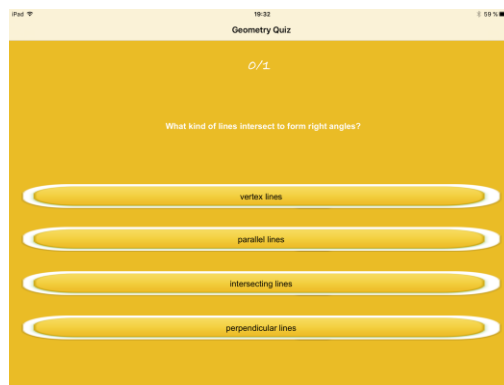 iPad 19:32 59 %
Geometry Quiz
0/1
What kind of lines intersect to form right angles?
vertex lines
parallel lines
intersecting lines
perpendicular lines